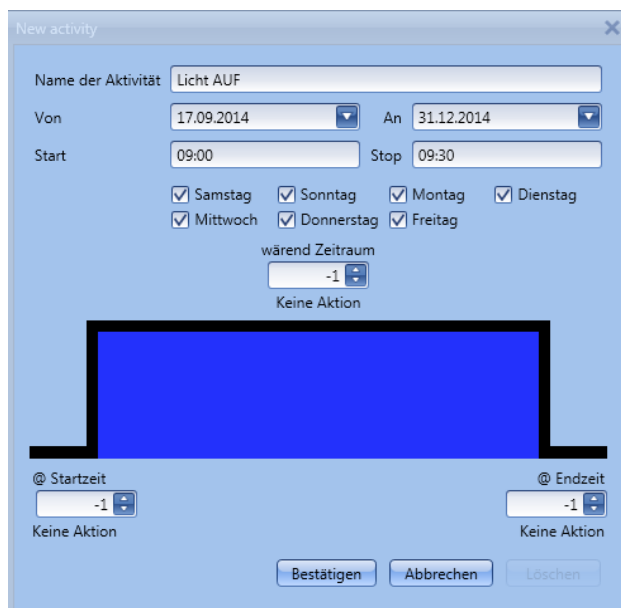 New activity
Name der Aktivität Licht AUF
Von 17.09.2014 An 31.12.2014
Start 09:00 Stop 09:30
Samstag Sonntag Montag Dienstag
Mittwoch Donnerstag Freitag
wärend Zeitraum
-1
Keine Aktion
@ Startzeit @ Endzeit
-1 -1
Keine Aktion Keine Aktion
Bestätigen Abbrechen Löschen